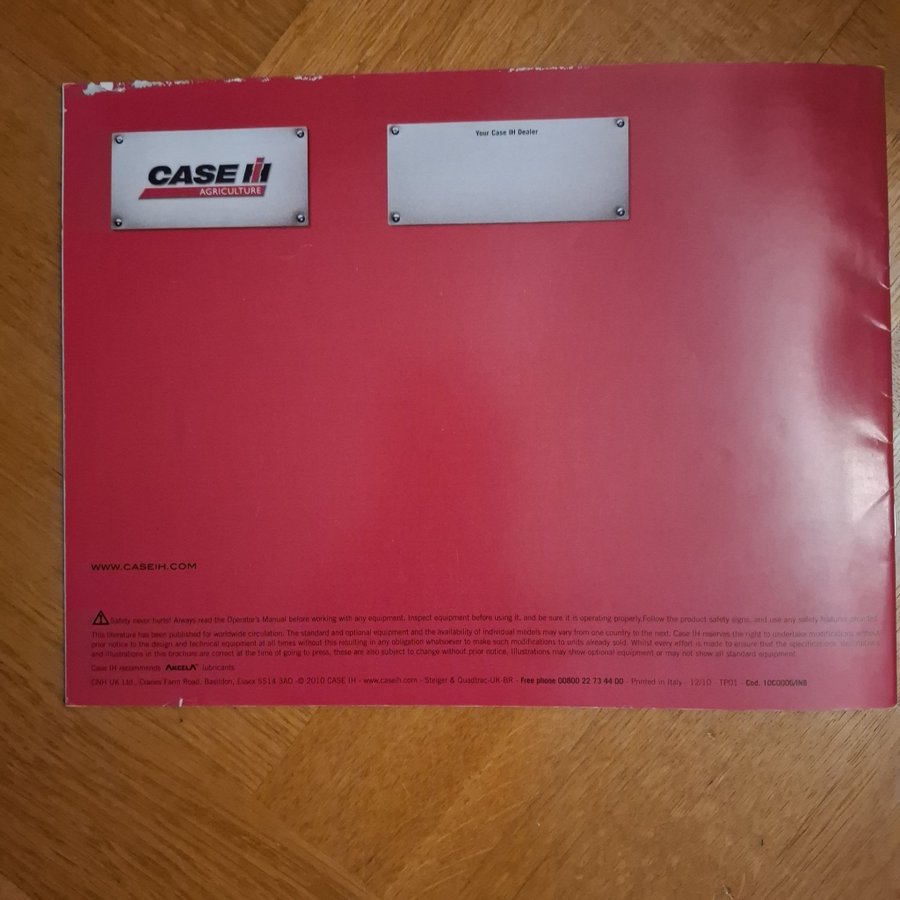 CASE IH
AGRICULTURE
Your Case IH Dealer
WWW.CASEIH.COM
Safety never hurts! Always read the Operator's Manual before working with any equipment. Inspect equipment before using it, and be sure it is operating properly.Follow the product safety signs, and use any safety features provided.
This literature has been published for worldwide circulation. The standard and optional equipment and the availability of individual models may vary from one country to the next. Case IH reserves the right to undertake modifications without
prior notice to the design and technical equipment at all times without this resulting in any obligation whatsoever to make such modifications to units already sold. Whilst every effort is made to ensure that the specifications, descriptions
and illustrations in this brochure are correct at the time of going to press, these are also subject to change without prior notice. Illustrations may show optional equipment or may not show all standard equipment.
Case IH recommends AKCELA lubricants
CNH UK Ltd., Cranes Farm Road, Basildon, Essex SS14 3AD - © 2010 CASE IH - www.caseih.com - Steiger & Quadtrac-UK-BR - Free phone 00800 22 73 44 00 - Printed in Italy - 12/10 - TP01 - Cod. 10C0006/INB